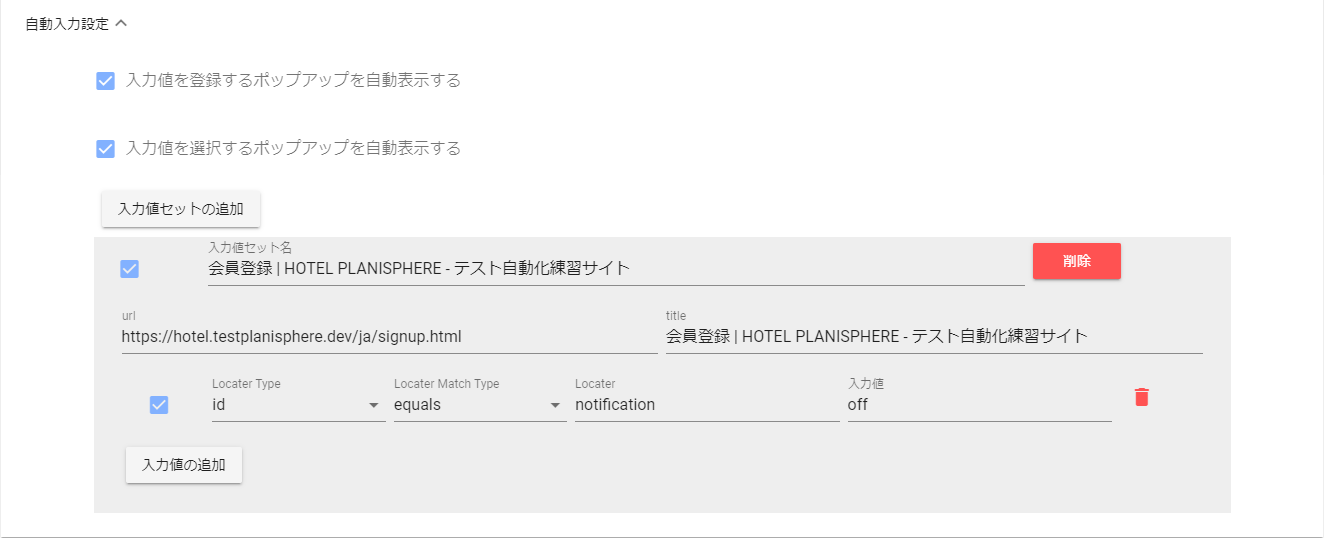 自動入力設定
入力値を登録するポップアップを自動表示する
入力値を選択するポップアップを自動表示する
入力値セットの追加
入力値セット名
会員登録 | HOTEL PLANISPHERE - テスト自動化練習サイト
削除
url
https://hotel.testplanisphere.dev/ja/signup.html
title
会員登録 | HOTEL PLANISPHERE - テスト自動化練習サイト
Locater Type
id
Locater Match Type
equals
Locater
notification
入力値
off
入力値の追加